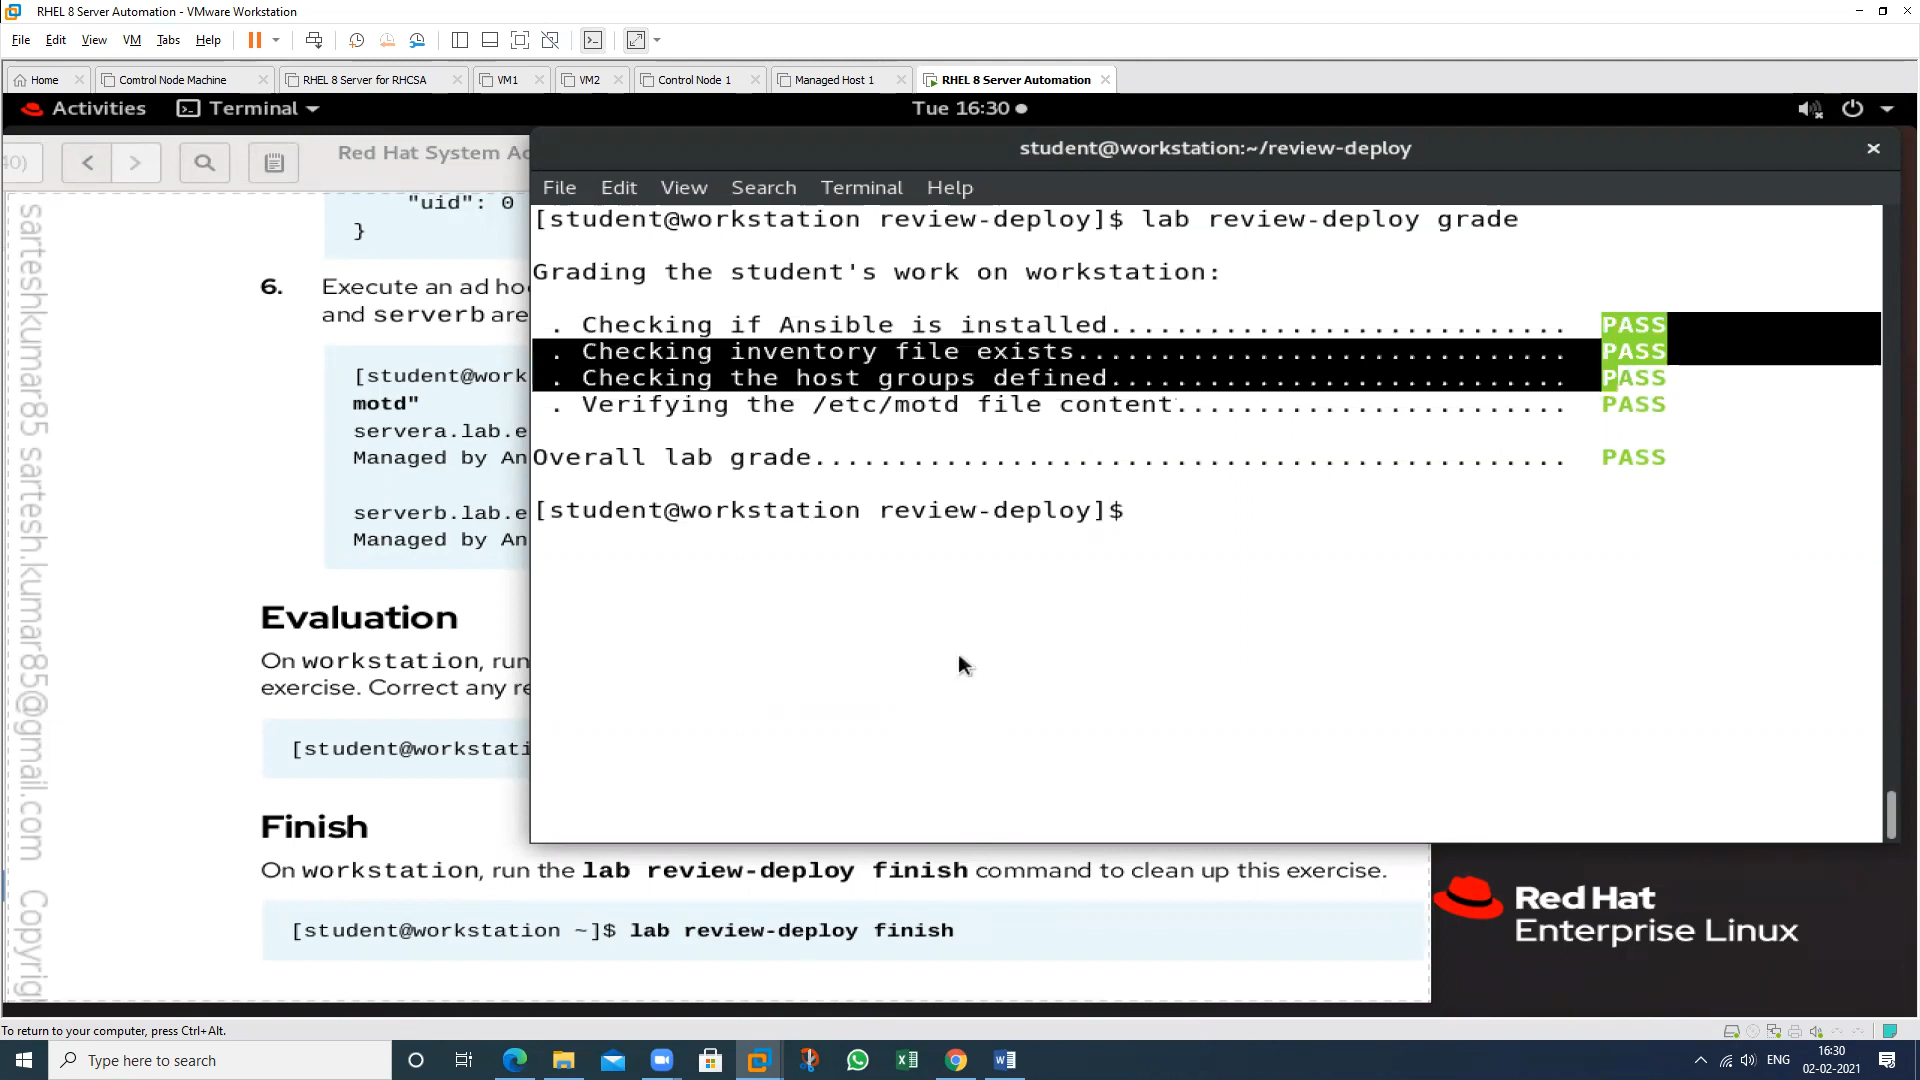 RHEL 8 Server Automation - VMware Workstation
File Edit View VM Tabs Help
Home Comtrol Node Machine RHEL 8 Server for RHCSA VM1 VM2 Control Node 1 Managed Host 1 RHEL 8 Server Automation
Activities Terminal Tue 16:30
40) Red Hat System Ad
student@workstation:~/review-deploy
File Edit View Search Terminal Help
[student@workstation review-deploy]$ lab review-deploy grade
Grading the student's work on workstation:
. Checking if Ansible is installed............................. PASS
. Checking inventory file exists.............................. PASS
. Checking the host groups defined............................ PASS
. Verifying the /etc/motd file content........................ PASS
Overall lab grade.............................................. PASS
[student@workstation review-deploy]$
"uid": 0
}
6. Execute an ad ho
and serverb are
[student@work
motd"
servera.lab.e
Managed by An
serverb.lab.e
Managed by An
Evaluation
On workstation, run
exercise. Correct any re
[student@workstati
Finish
On workstation, run the lab review-deploy finish command to clean up this exercise.
[student@workstation ~]$ lab review-deploy finish
sarteshkumar85 sartesh.kumar85@gmail.com Copyrigh
Red Hat
Enterprise Linux
To return to your computer, press Ctrl+Alt.
Type here to search
ENG
16:30
02-02-2021